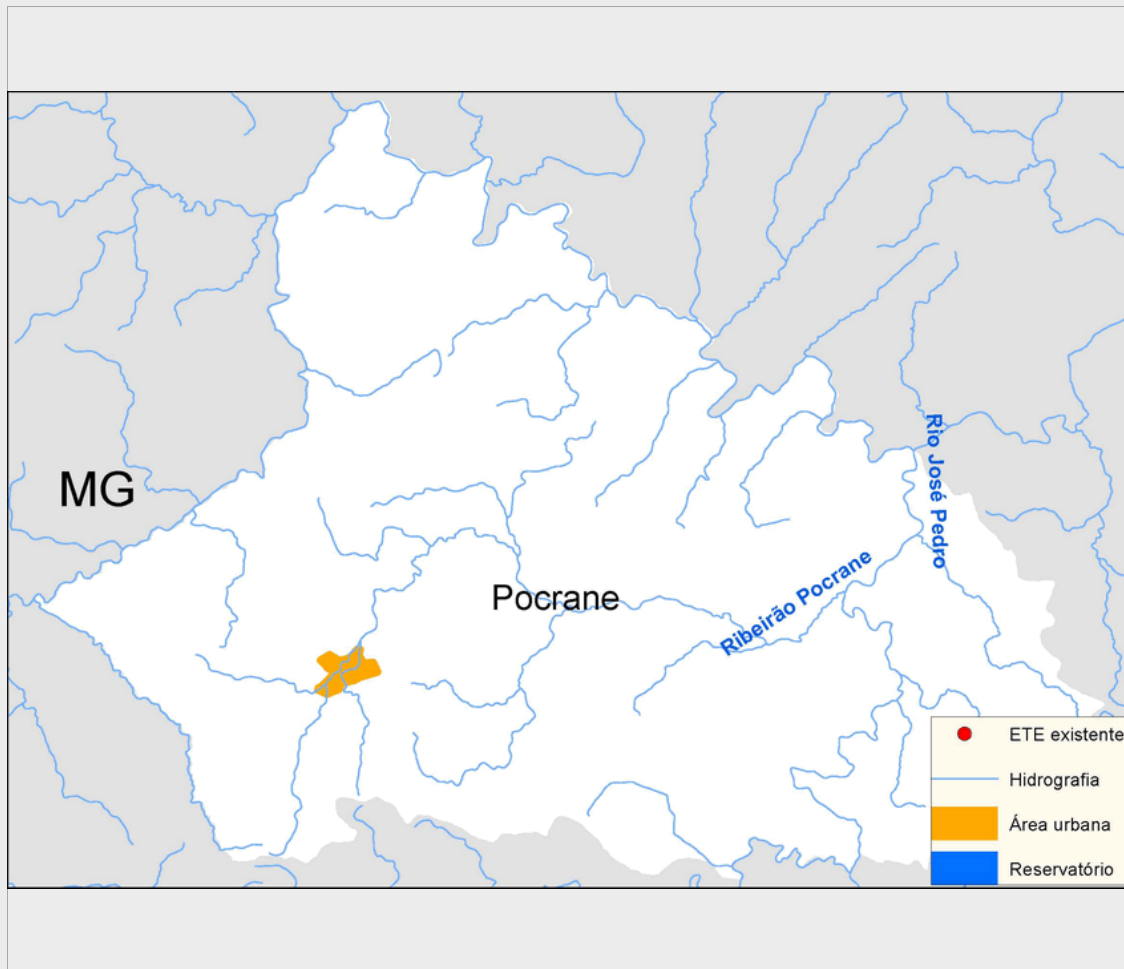 MG
Pocrane
Ribeirão Pocrane
Rio José Pedro
ETE existente
Hidrografia
Área urbana
Reservatório